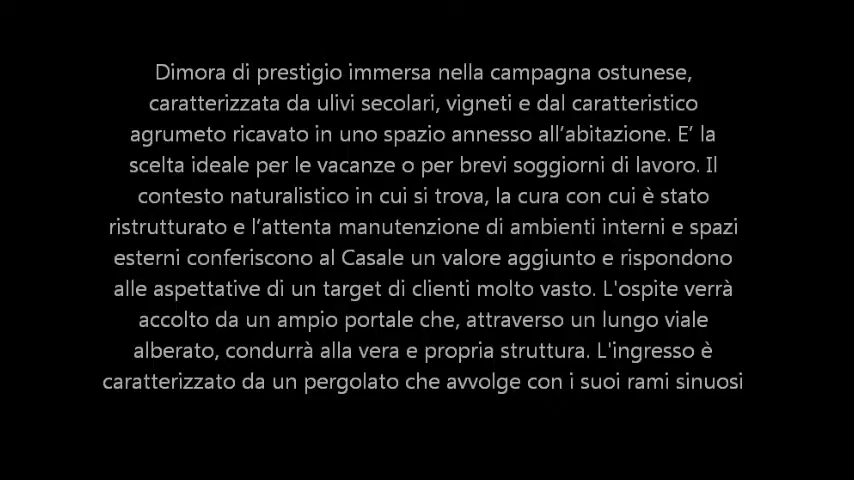 Dimora di prestigio immersa nella campagna ostunese,
caratterizzata da ulivi secolari, vigneti e dal caratteristico
agrumeto ricavato in uno spazio annesso all’abitazione. E’ la
scelta ideale per le vacanze o per brevi soggiorni di lavoro. Il
contesto naturalistico in cui si trova, la cura con cui è stato
ristrutturato e l’attenta manutenzione di ambienti interni e spazi
esterni conferiscono al Casale un valore aggiunto e rispondono
alle aspettative di un target di clienti molto vasto. L'ospite verrà
accolto da un ampio portale che, attraverso un lungo viale
alberato, condurrà alla vera e propria struttura. L'ingresso è
caratterizzato da un pergolato che avvolge con i suoi rami sinuosi